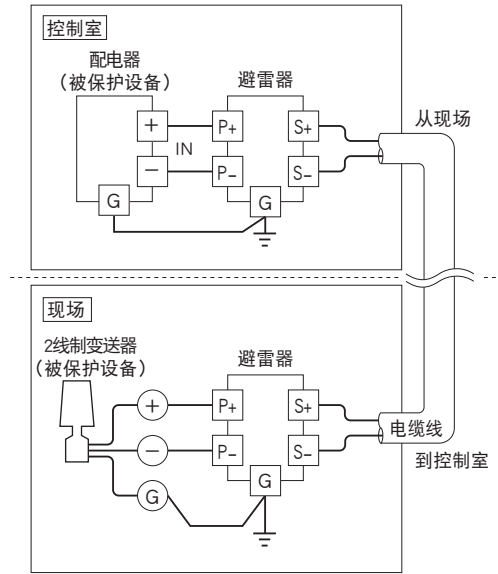 控制室
配电器
（被保护设备）
避雷器
从现场
+
P+
S+
IN
−
P−
S−
G
G
现场
2线制变送器
（被保护设备）
避雷器
+
P+
S+
电缆线
−
P−
S−
到控制室
G
G